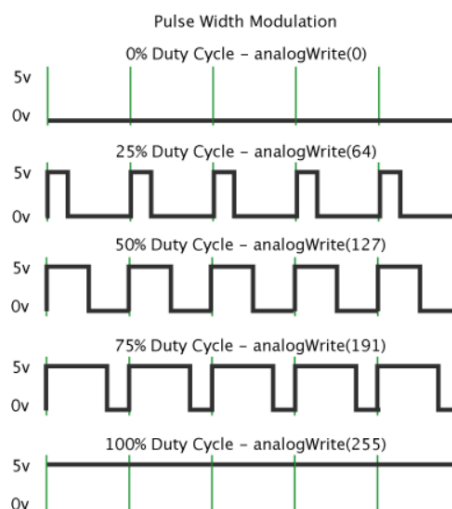 Pulse Width Modulation
0% Duty Cycle – analogWrite(0)
5v
0v
25% Duty Cycle – analogWrite(64)
5v
0v
50% Duty Cycle – analogWrite(127)
5v
0v
75% Duty Cycle – analogWrite(191)
5v
0v
100% Duty Cycle – analogWrite(255)
5v
0v